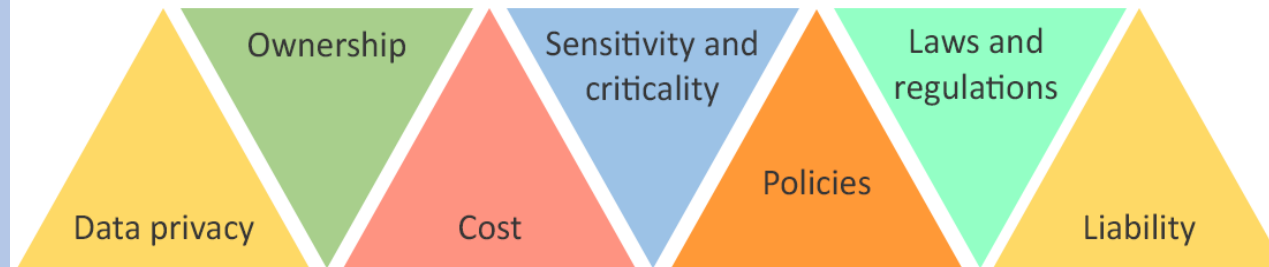 Data privacy
Ownership
Cost
Sensitivity and
criticality
Policies
Laws and
regulations
Liability